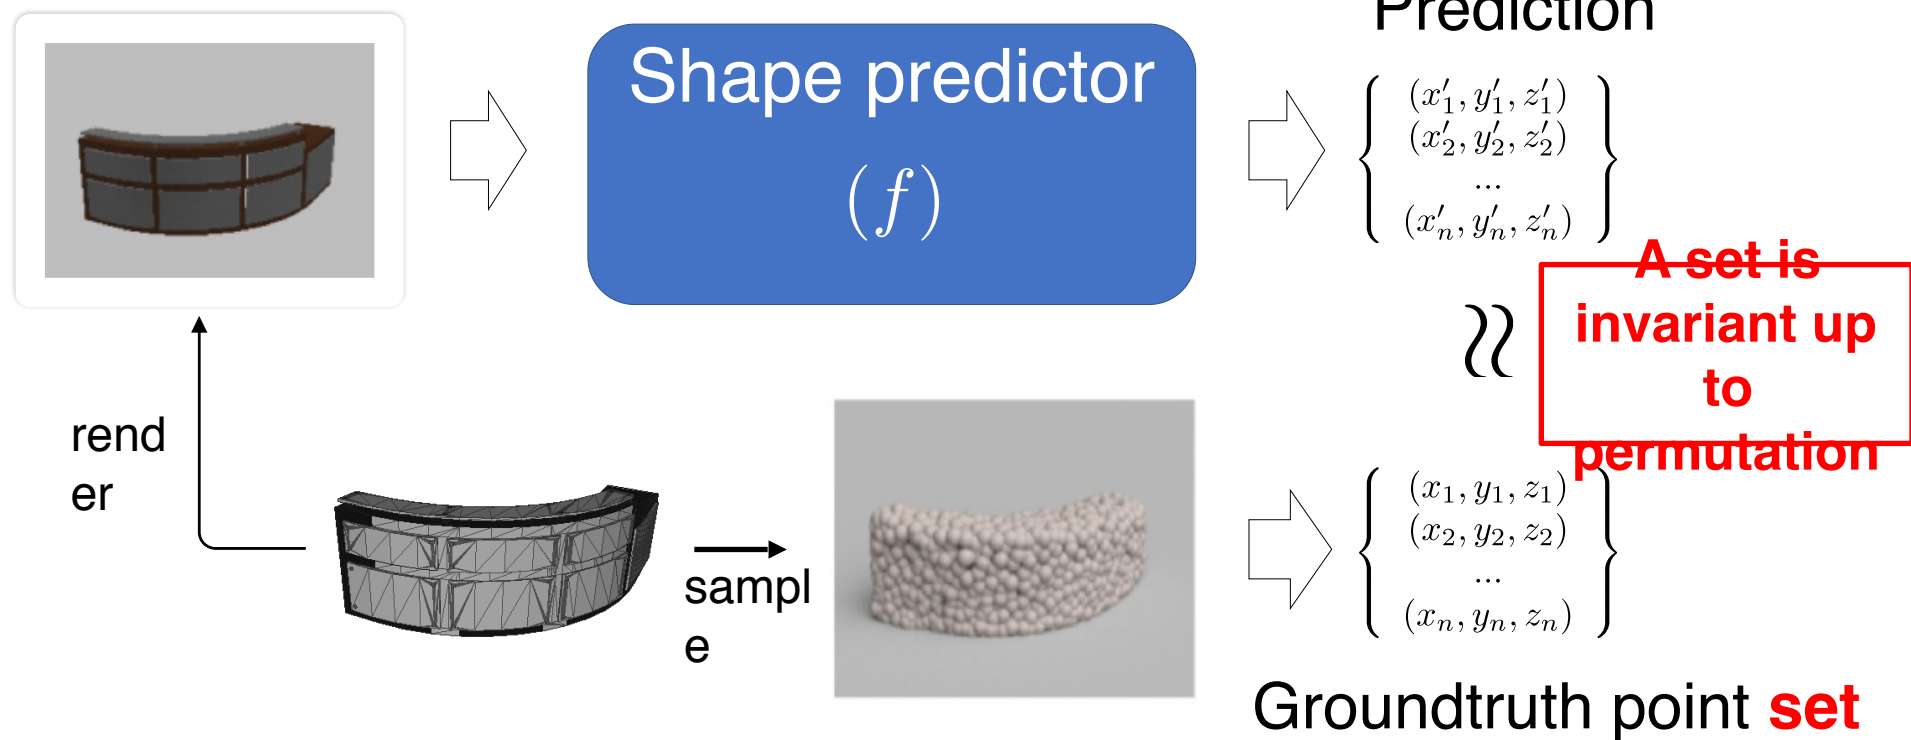 Prediction
Shape predictor
(f)
(x′₁, y′₁, z′₁)
(x′₂, y′₂, z′₂)
...
(x′ₙ, y′ₙ, z′ₙ)
A set is
invariant up
to
permutation
≈
rend
er
sampl
e
(x₁, y₁, z₁)
(x₂, y₂, z₂)
...
(xₙ, yₙ, zₙ)
Groundtruth point set